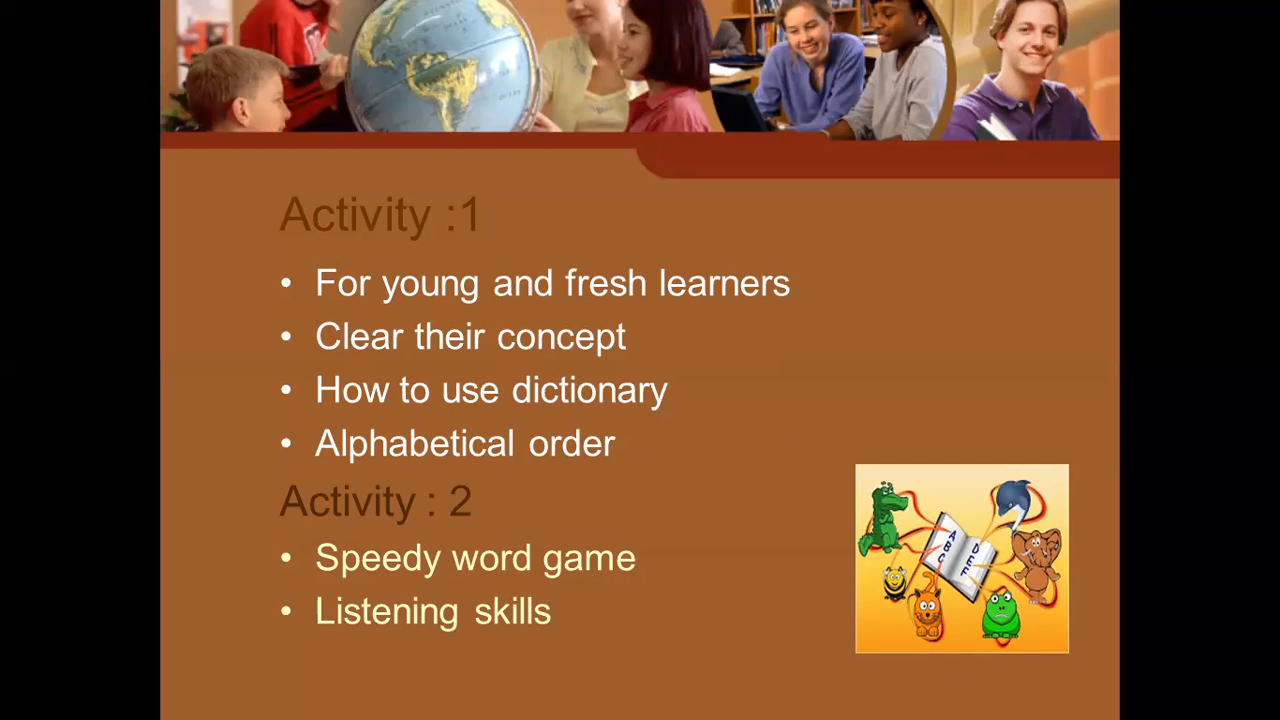 Activity :1
• For young and fresh learners
• Clear their concept
• How to use dictionary
• Alphabetical order
Activity : 2
• Speedy word game
• Listening skills
A B C
D E F